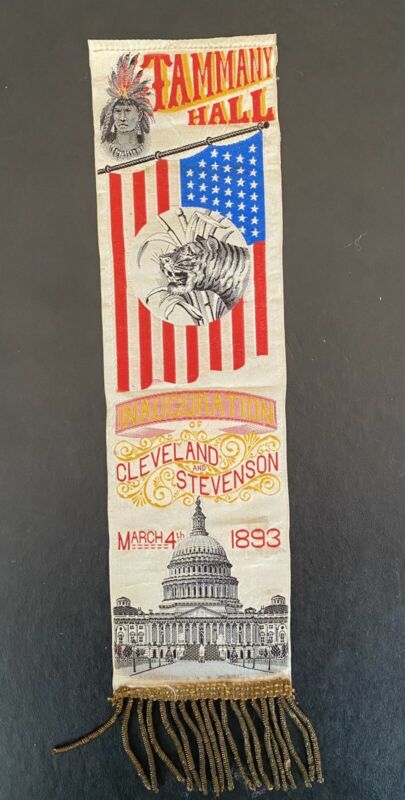 TAMMANY
HALL
INAUGURATION
OF
CLEVELAND
AND
STEVENSON
MARCH 4th 1893